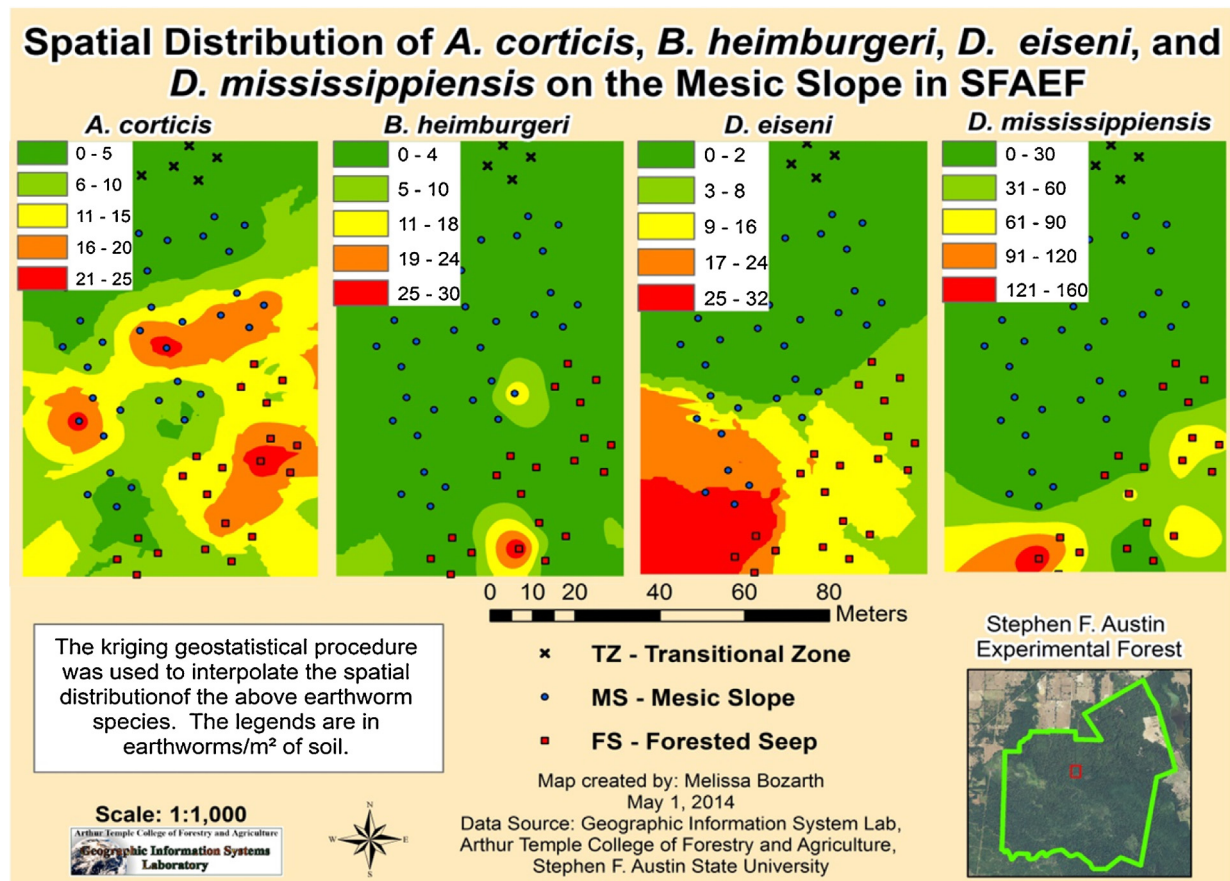 Spatial Distribution of A. corticis, B. heimburgeri, D. eiseni, and
D. mississippiensis on the Mesic Slope in SFAEF
A. corticis
0 - 5
6 - 10
11 - 15
16 - 20
21 - 25
B. heimburgeri
0 - 4
5 - 10
11 - 18
19 - 24
25 - 30
D. eiseni
0 - 2
3 - 8
9 - 16
17 - 24
25 - 32
D. mississippiensis
0 - 30
31 - 60
61 - 90
91 - 120
121 - 160
0 10 20 40 60 80
Meters
The kriging geostatistical procedure
was used to interpolate the spatial
distributionof the above earthworm
species. The legends are in
earthworms/m² of soil.
TZ - Transitional Zone
MS - Mesic Slope
FS - Forested Seep
Stephen F. Austin
Experimental Forest
Scale: 1:1,000
Arthur Temple College of Forestry and Agriculture
Geographic Information Systems
Laboratory
N
W E
S
Map created by: Melissa Bozarth
May 1, 2014
Data Source: Geographic Information System Lab,
Arthur Temple College of Forestry and Agriculture,
Stephen F. Austin State University